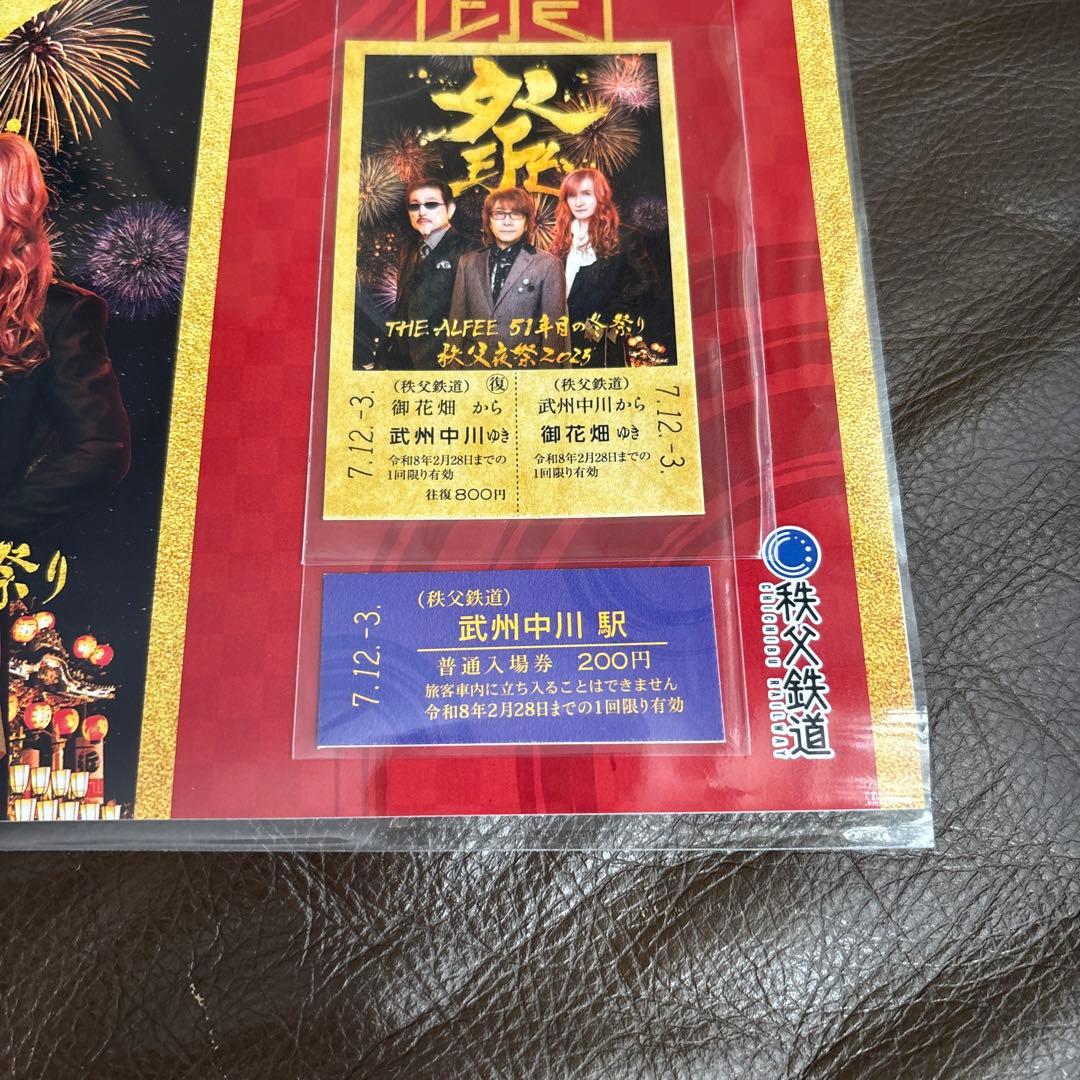 祭
THE ALFEE 51年目の冬祭り
秩父夜祭2025
7.12.-3.
(秩父鉄道) 復
御花畑 から
武州中川ゆき
令和8年2月28日までの
1回限り有効
往復800円
(秩父鉄道)
武州中川から
御花畑ゆき
令和8年2月28日までの
1回限り有効
7.12.-3.
祭り
7.12.-3.
(秩父鉄道)
武州中川 駅
普通入場券 200円
旅客車内に立ち入ることはできません
令和8年2月28日までの1回限り有効
秩父鉄道
CHICHIBU RAILWAY